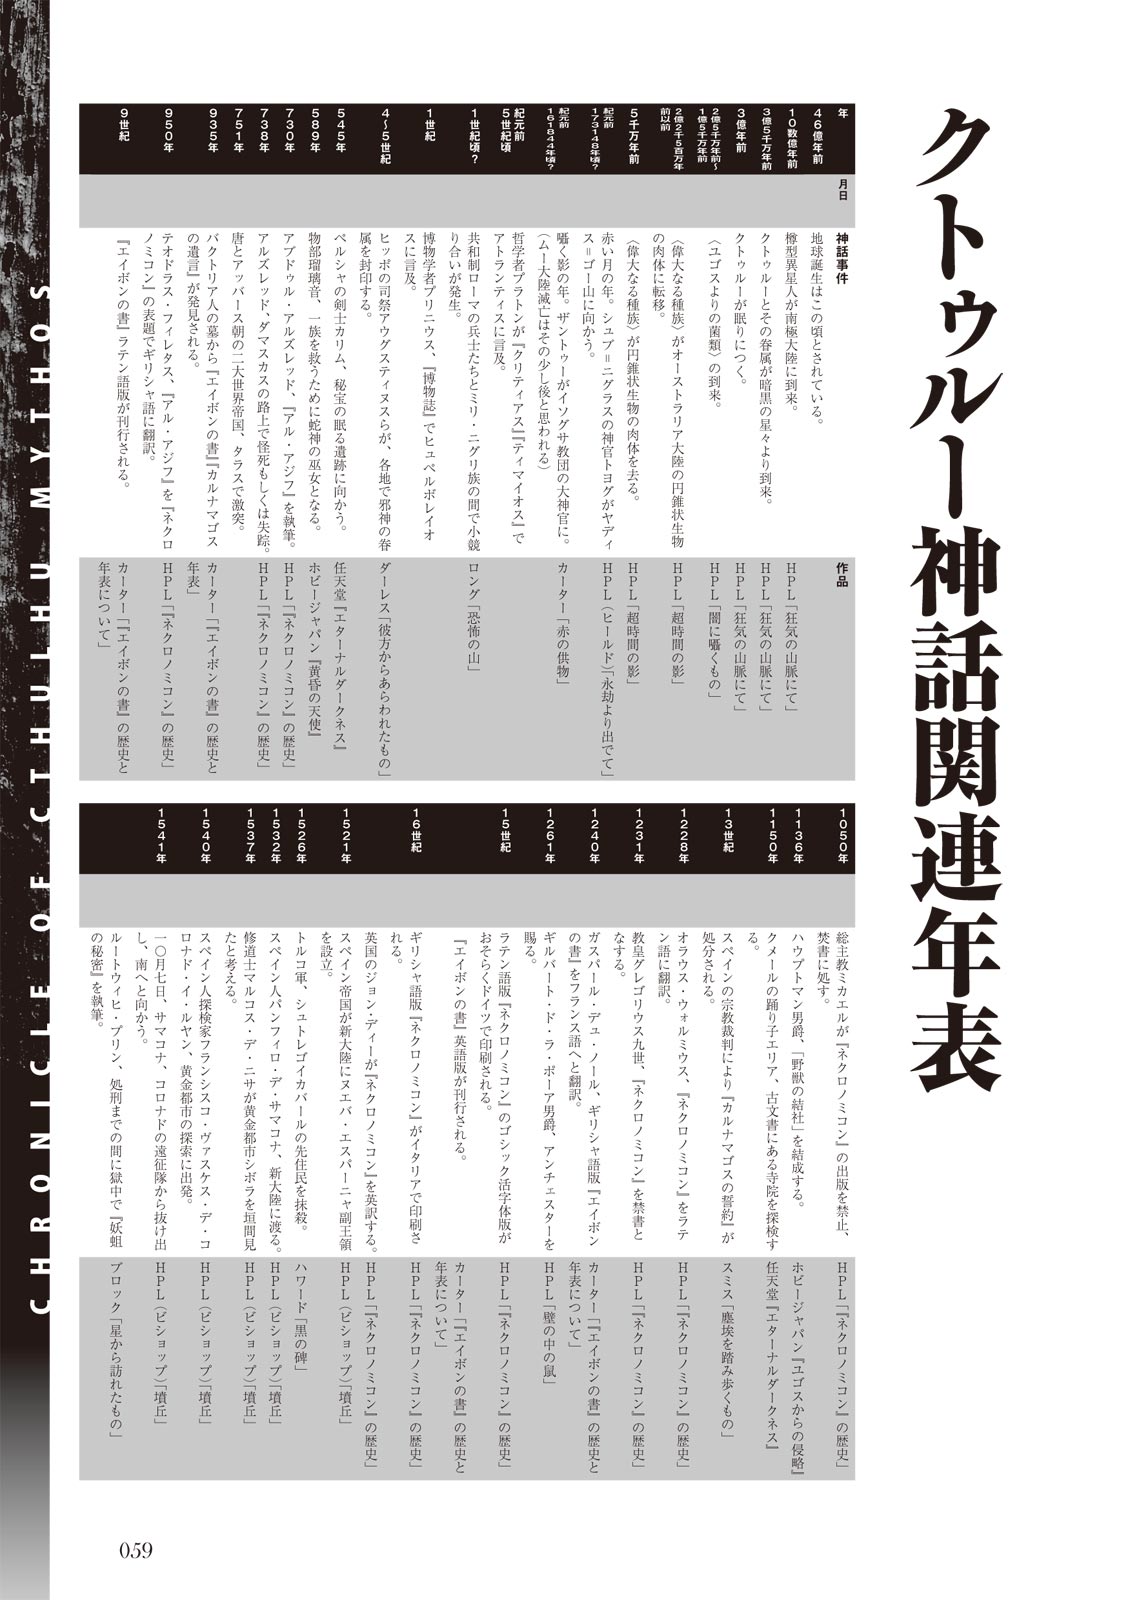 クトゥルー神話関連年表
年
月日
神話事件
作品
46億年前
地球誕生はこの頃とされている。
10数億年前
樽型異星人が南極大陸に到来。
HPL「狂気の山脈にて」
3億5千万年前
クトゥルーとその眷属が暗黒の星々より到来。
HPL「狂気の山脈にて」
3億年前
クトゥルーが眠りにつく。
HPL「狂気の山脈にて」
2億5千万年前〜
1億5千万年前
〈ユゴスよりの菌類〉の到来。
HPL「闇に囁くもの」
2億2千5百万年
前以前
〈偉大なる種族〉がオーストラリア大陸の円錐状生物
の肉体に転移。
HPL「超時間の影」
5千万年前
〈偉大なる種族〉が円錐状生物の肉体を去る。
HPL「超時間の影」
紀元前
173148年頃?
赤い月の年。シュブ=ニグラスの神官トヨグがヤディ
ス=ゴー山に向かう。
HPL(ヒールド)「永劫より出でて」
紀元前
161844年頃?
囁く影の年。ザントゥーがイソグサ教団の大神官に。
(ムー大陸滅亡はその少し後と思われる)
カーター「赤の供物」
紀元前
5世紀頃
哲学者プラトンが『クリティアス』『ティマイオス』で
アトランティスに言及。
1世紀頃?
共和制ローマの兵士たちとミリ・ニグリ族の間で小競
り合いが発生。
ロング「恐怖の山」
1世紀
博物学者プリニウス、『博物誌』でヒュペルボレイオ
スに言及。
4〜5世紀
ヒッポの司祭アウグスティヌスらが、各地で邪神の眷
属を封印する。
ダーレス「彼方からあらわれたもの」
545年
ペルシャの剣士カリム、秘宝の眠る遺跡に向かう。
任天堂『エターナルダークネス』
589年
物部瑠璃音、一族を救うために蛇神の巫女となる。
ホビージャパン『黄昏の天使』
730年
アブドゥル・アルズレッド、『アル・アジフ』を執筆。
HPL「『ネクロノミコン』の歴史」
738年
アルズレッド、ダマスカスの路上で怪死もしくは失踪。
HPL「『ネクロノミコン』の歴史」
751年
唐とアッバース朝の二大世界帝国、タラスで激突。
935年
バクトリア人の墓から『エイボンの書』『カルナマゴス
の遺言』が発見される。
カーター「『エイボンの書』の歴史と
年表」
950年
テオドラス・フィレタス、『アル・アジフ』を『ネクロ
ノミコン』の表題でギリシャ語に翻訳。
HPL「『ネクロノミコン』の歴史」
9世紀
『エイボンの書』ラテン語版が刊行される。
カーター「『エイボンの書』の歴史と
年表について」
1050年
総主教ミカエルが『ネクロノミコン』の出版を禁止、
焚書に処す。
HPL「『ネクロノミコン』の歴史」
1136年
ハウプトマン男爵、「野獣の結社」を結成する。
ホビージャパン『ユゴスからの侵略』
1150年
クメールの踊り子エリア、古文書にある寺院を探検す
る。
任天堂『エターナルダークネス』
13世紀
スペインの宗教裁判により『カルナマゴスの誓約』が
処分される。
スミス「塵埃を踏み歩くもの」
1228年
オラウス・ウォルミウス、『ネクロノミコン』をラテ
ン語に翻訳。
HPL「『ネクロノミコン』の歴史」
1231年
教皇グレゴリウス九世、『ネクロノミコン』を禁書と
なする。
HPL「『ネクロノミコン』の歴史」
1240年
ガスパール・デュ・ノール、ギリシャ語版『エイボン
の書』をフランス語へと翻訳。
カーター「『エイボンの書』の歴史と
年表について」
1261年
ギルバート・ド・ラ・ポーア男爵、アンチェスターを
賜る。
HPL「壁の中の鼠」
15世紀
ラテン語版『ネクロノミコン』のゴシック活字体版が
おそらくドイツで印刷される。
HPL「『ネクロノミコン』の歴史」
『エイボンの書』英語版が刊行される。
カーター「『エイボンの書』の歴史と
年表について」
16世紀
ギリシャ語版『ネクロノミコン』がイタリアで印刷さ
れる。
HPL「『ネクロノミコン』の歴史」
英国のジョン・ディーが『ネクロノミコン』を英訳する。
HPL「『ネクロノミコン』の歴史」
1521年
スペイン帝国が新大陸にヌエバ・エスパーニャ副王領
を設立。
HPL(ビショップ)「墳丘」
1526年
トルコ軍、シュトレゴイカバールの先住民を抹殺。
ハワード「黒の碑」
1532年
スペイン人パンフィロ・デ・サマコナ、新大陸に渡る。
HPL(ビショップ)「墳丘」
1537年
修道士マルコス・デ・ニサが黄金都市シボラを垣間見
たと考える。
HPL(ビショップ)「墳丘」
1540年
スペイン人探検家フランシスコ・ヴァスケス・デ・コ
ロナド・イ・ルヤン、黄金都市の探索に出発。
HPL(ビショップ)「墳丘」
1541年
一〇月七日、サマコナ、コロナドの遠征隊から抜け出
し、南へと向かう。
HPL(ビショップ)「墳丘」
ルートウィヒ・プリン、処刑までの間に獄中で『妖蛆
の秘密』を執筆。
ブロック「星から訪れたもの」
CHRONICLE OF CTHULHU MYTHOS
059